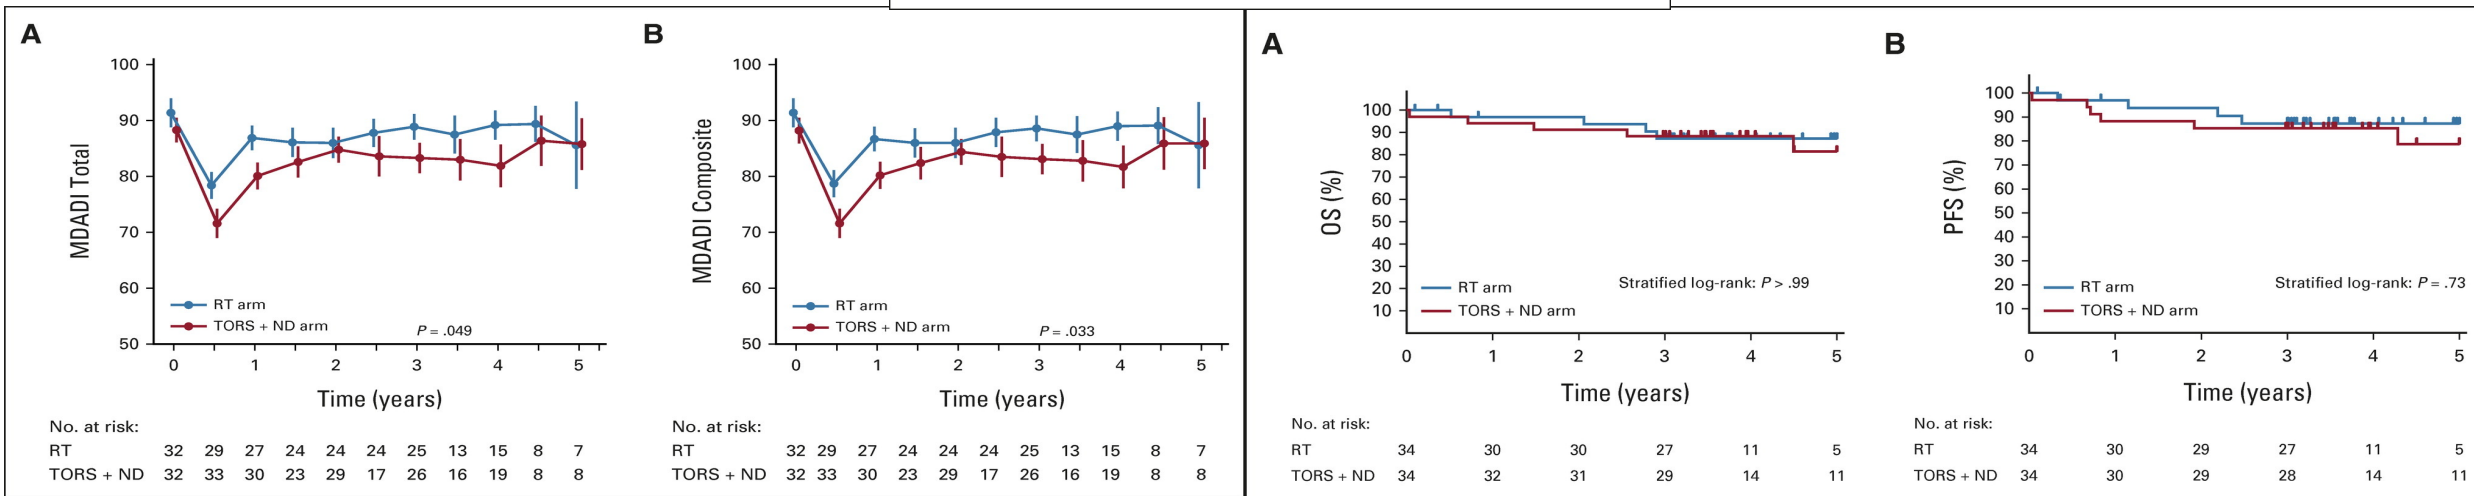 A
100
90
80
70
60
50
MDADI Total
RT arm
TORS + ND arm
P = .049
0 1 2 3 4 5
Time (years)
No. at risk:
RT 32 29 27 24 24 24 25 13 15 8 7
TORS + ND 32 33 30 23 29 17 26 16 19 8 8
B
100
90
80
70
60
50
MDADI Composite
RT arm
TORS + ND arm
P = .033
0 1 2 3 4 5
Time (years)
No. at risk:
RT 32 29 27 24 24 24 25 13 15 8 7
TORS + ND 32 33 30 23 29 17 26 16 19 8 8
A
100
90
80
70
60
50
40
30
20
10
OS (%)
Stratified log-rank: P > .99
RT arm
TORS + ND arm
0 1 2 3 4 5
Time (years)
No. at risk:
RT 34 30 30 27 11 5
TORS + ND 34 32 31 29 14 11
B
100
90
80
70
60
50
40
30
20
10
PFS (%)
Stratified log-rank: P = .73
RT arm
TORS + ND arm
0 1 2 3 4 5
Time (years)
No. at risk:
RT 34 30 29 27 11 5
TORS + ND 34 30 29 28 14 11